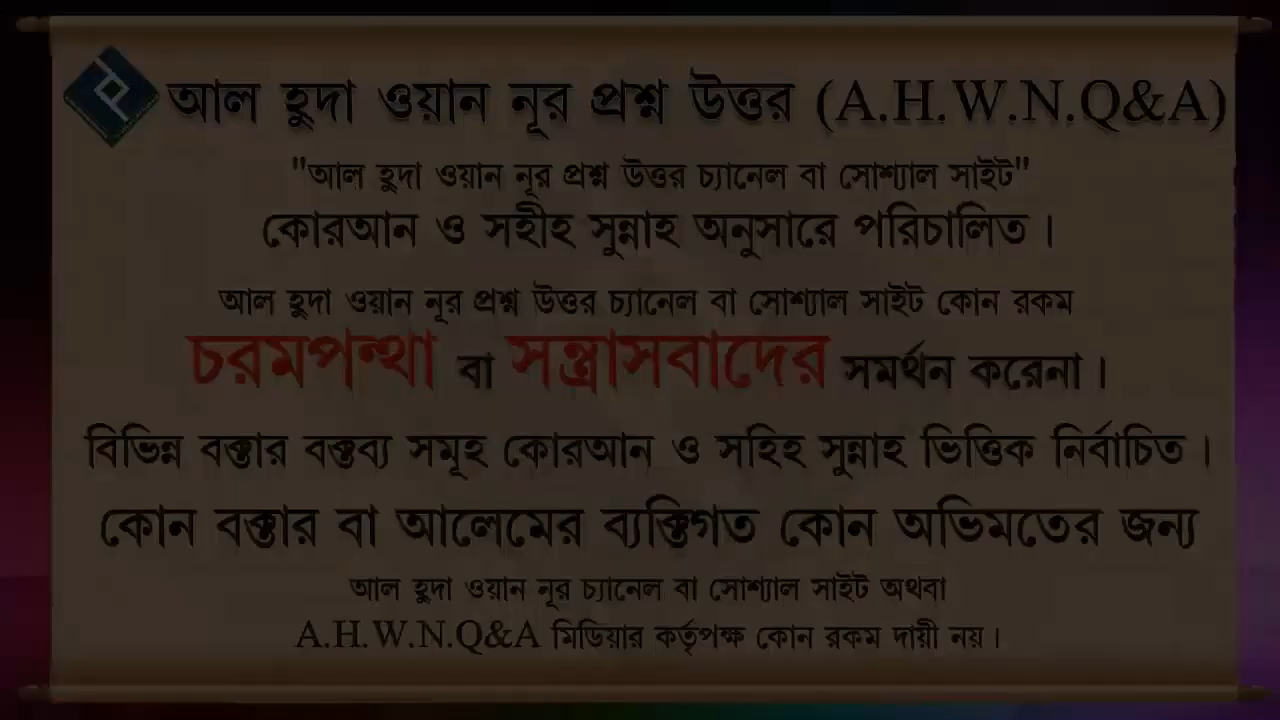 আল হুদা ওয়ান নূর প্রশ্ন উত্তর (A.H.W.N.Q&A)
"আল হুদা ওয়ান নূর প্রশ্ন উত্তর চ্যানেল বা সোশ্যাল সাইট"
কোরআন ও সহীহ সুন্নাহ অনুসারে পরিচালিত ।
আল হুদা ওয়ান নূর প্রশ্ন উত্তর চ্যানেল বা সোশ্যাল সাইট কোন রকম
চরমপন্থা বা সন্ত্রাসবাদের সমর্থন করেনা ।
বিভিন্ন বক্তার বক্তব্য সমূহ কোরআন ও সহিহ সুন্নাহ ভিত্তিক নির্বাচিত ।
কোন বক্তার বা আলেমের ব্যক্তিগত কোন অভিমতের জন্য
আল হুদা ওয়ান নূর চ্যানেল বা সোশ্যাল সাইট অথবা
A.H.W.N.Q&A মিডিয়ার কর্তৃপক্ষ কোন রকম দায়ী নয় ।